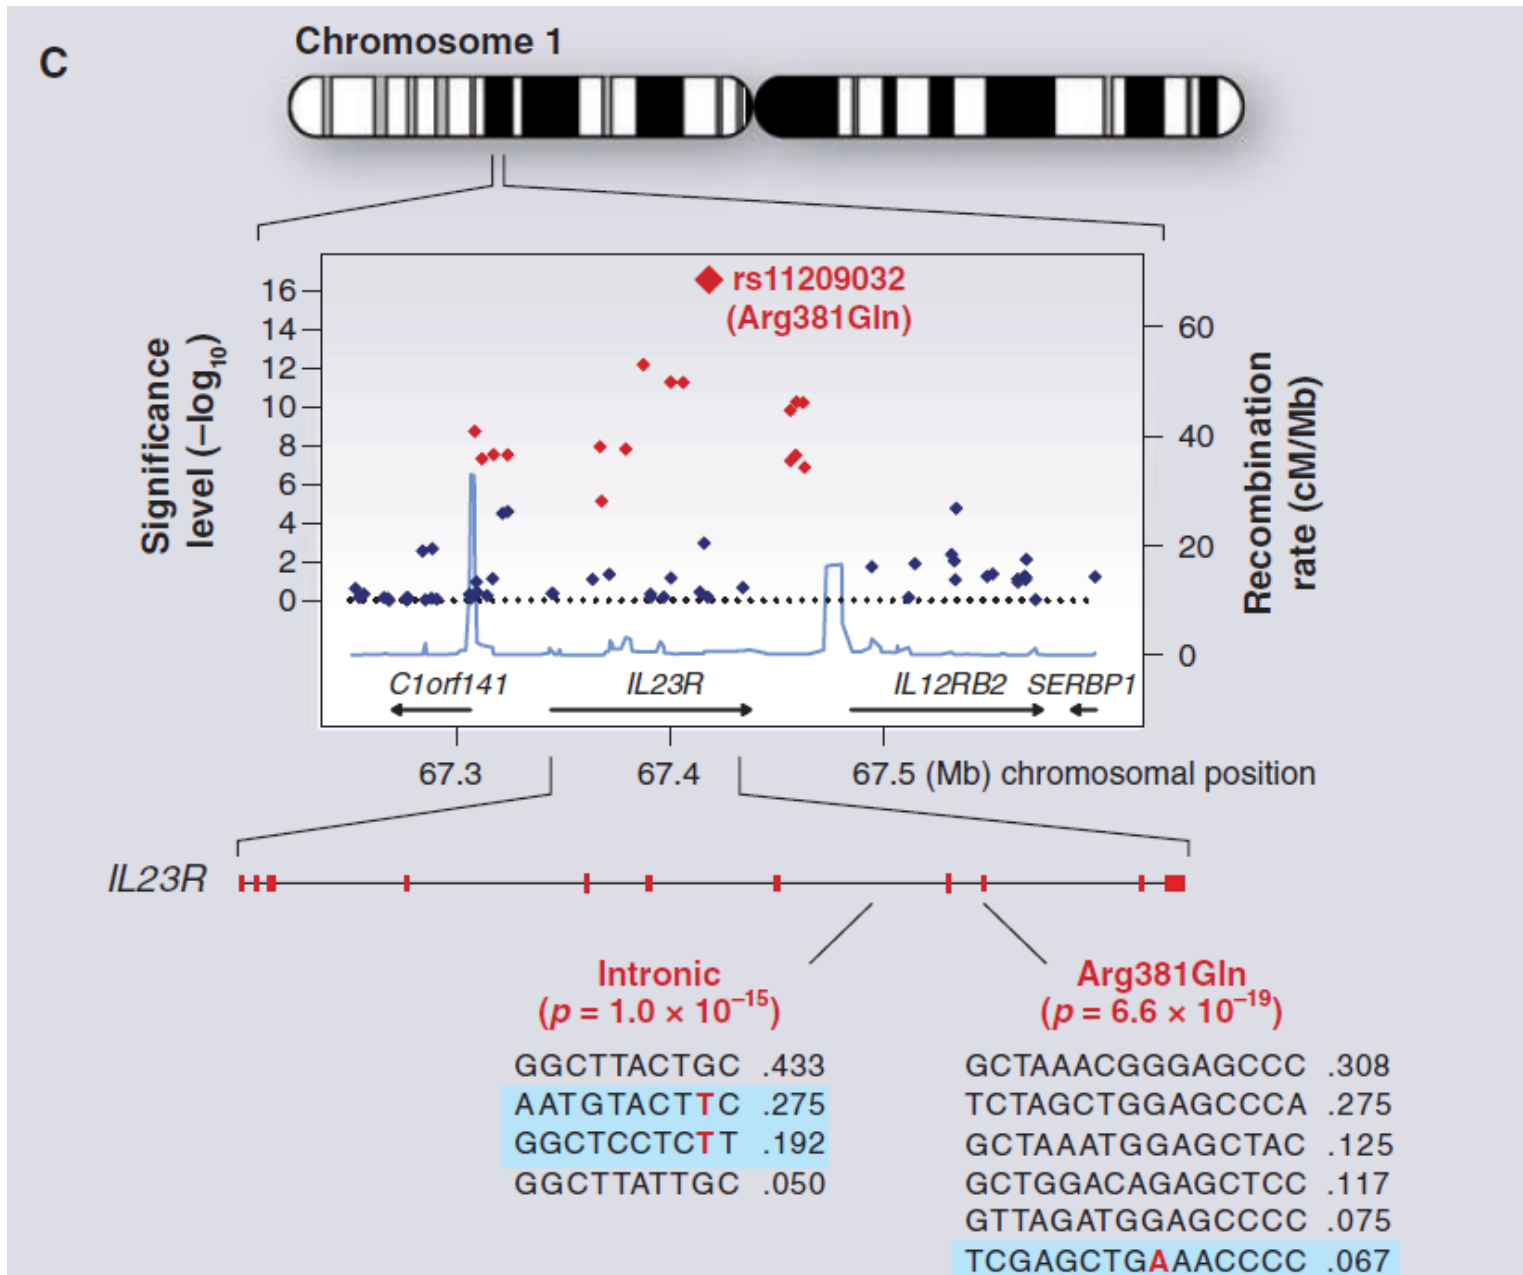 C
Chromosome 1
rs11209032
(Arg381Gln)
Significance
level (–log10)
16
14
12
10
8
6
4
2
0
60
40
20
0
Recombination
rate (cM/Mb)
C1orf141 IL23R IL12RB2 SERBP1
67.3 67.4 67.5 (Mb) chromosomal position
IL23R
Intronic
(p = 1.0 × 10–15)
GGCTTACTGC .433
AATGTACTTC .275
GGCTCCTCTT .192
GGCTTATTGC .050
Arg381Gln
(p = 6.6 × 10–19)
GCTAAACGGGAGCCC .308
TCTAGCTGGAGCCCA .275
GCTAAATGGAGCTAC .125
GCTGGACAGAGCTCC .117
GTTAGATGGAGCCCC .075
TCGAGCTGAAACCCC .067